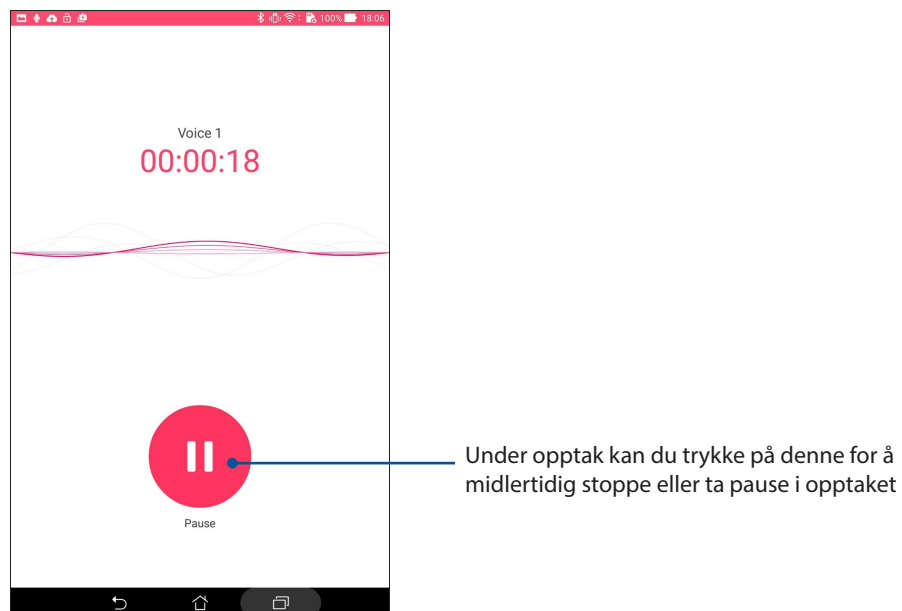 100% 18:06
Voice 1
00:00:18
Under opptak kan du trykke på denne for å
midlertidig stoppe eller ta pause i opptaket
Pause